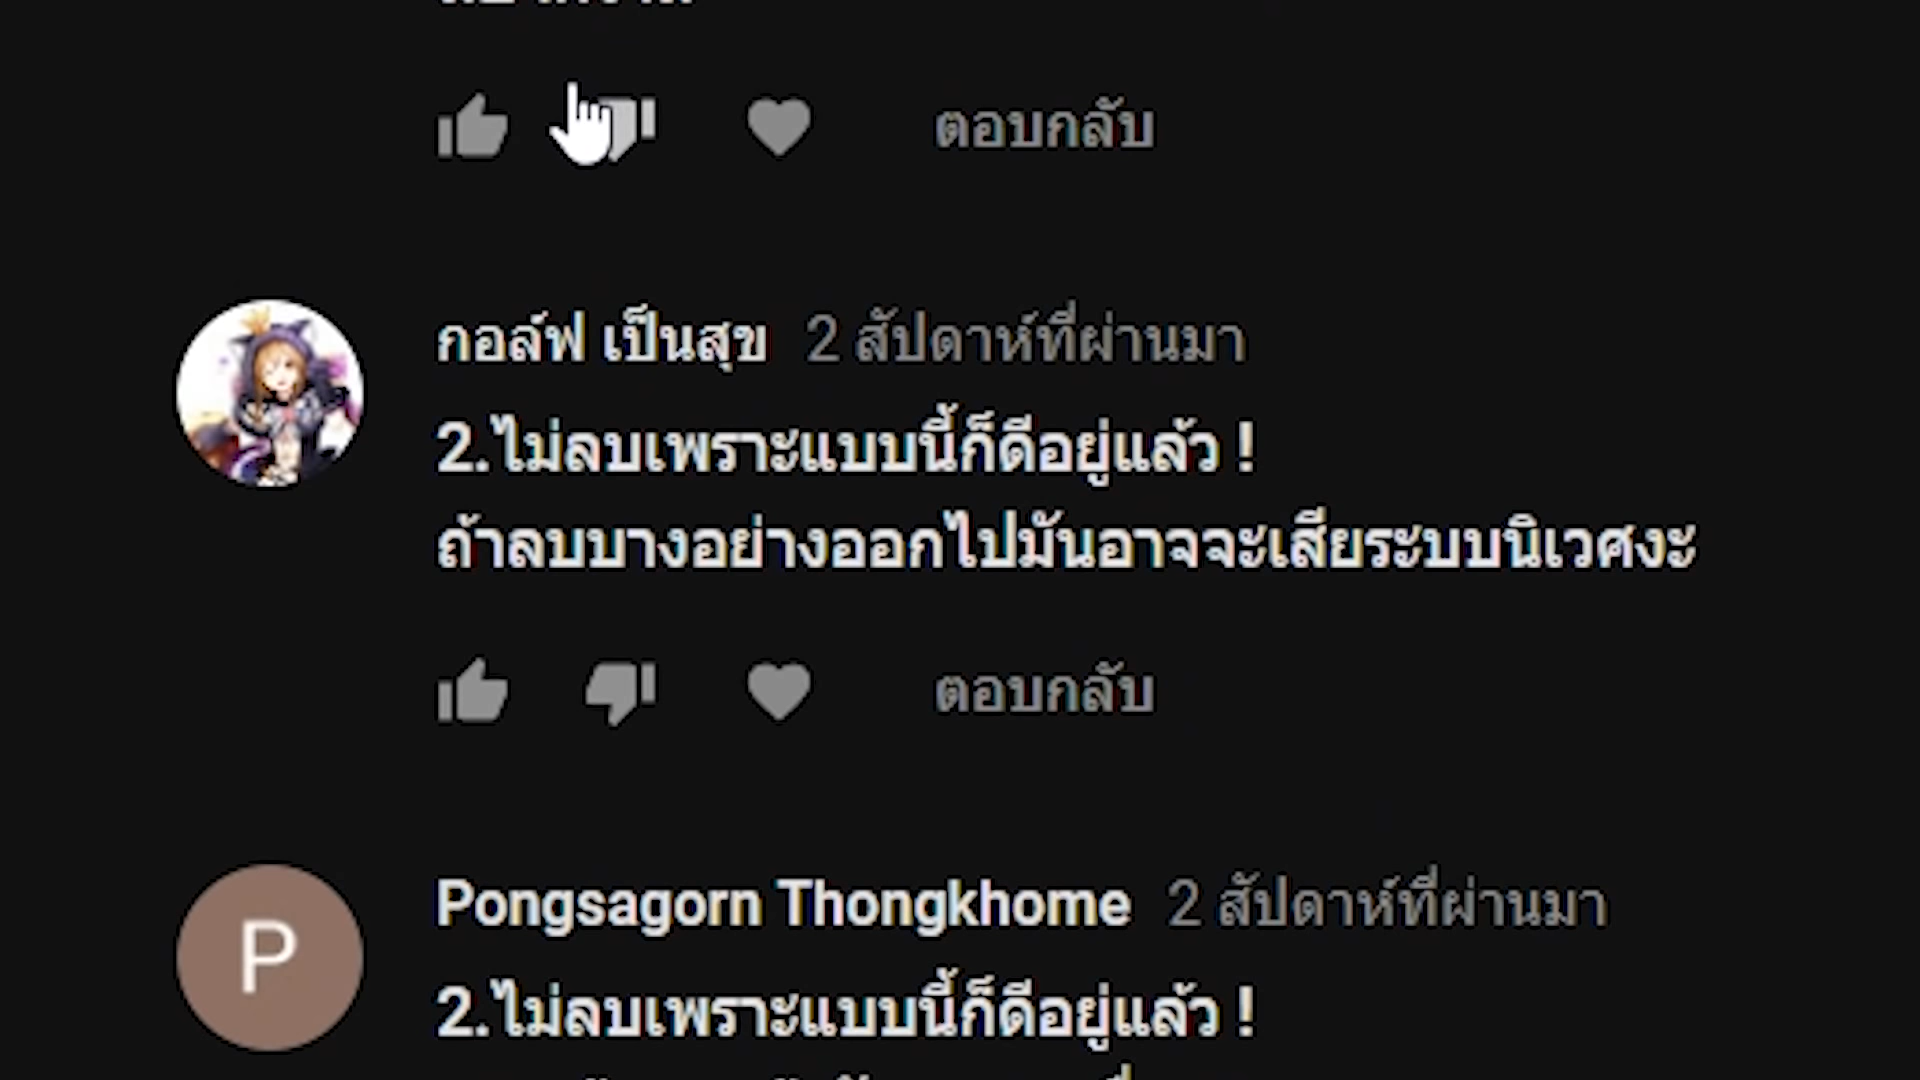 ตอบกลับ
กอล์ฟ เป็นสุข 2 สัปดาห์ที่ผ่านมา
2.ไม่ลบเพราะแบบนี้ก็ดีอยู่แล้ว !
ถ้าลบบางอย่างออกไปมันอาจจะเสียระบบนิเวศงะ
ตอบกลับ
P
Pongsagorn Thongkhome 2 สัปดาห์ที่ผ่านมา
2.ไม่ลบเพราะแบบนี้ก็ดีอยู่แล้ว !